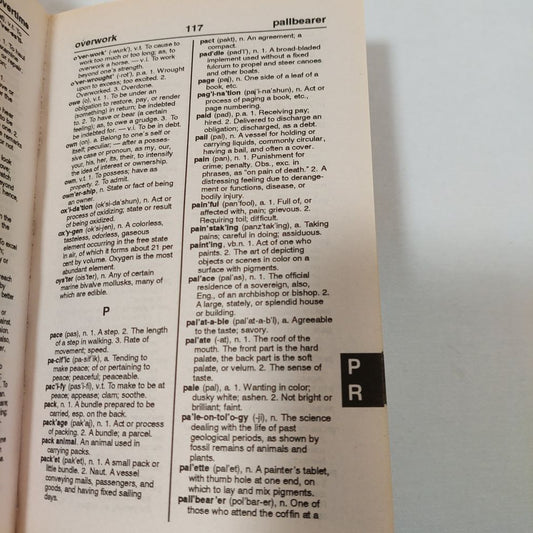 overwork
117
pallbearer
o'ver-work' (-wurk'), v.t. To cause to
work too much or too long; as, to
overwork a horse. — v.i. To work
beyond one's strength.
o'ver-wrought' (-rot'), p.a. 1. Wrought
upon to excess; too excited. 2.
Overworked. 3. Overdone.
owe (o), v.t. 1. To be under an
obligation to restore, pay, or render
(something) in return; be indebted
to. 2. To have or bear (a certain
feeling); as, to owe a grudge. 3. To
be indebted for. — v.i. To be in debt.
own (on), a. Belong to one's self or
itself; peculiar; — after a posses-
sive case or pronoun, as my, our,
your, his, her, its, their, to intensify
the idea of interest or ownership.
own, v.t. 1. To possess; have as
property. 2. To admit.
own'er-ship, n. State or fact of being
an owner.
ox'i-da'tion (ok'si-da'shun), n. Act or
process of oxidizing; state or result
of being oxidized.
ox'y-gen (ok'si-jen), n. A colorless,
tasteless, odorless, gaseous
element occurring in the free state
in air, of which it forms about 21 per
cent by volume. Oxygen is the most
abundant element.
oys'ter (ois'ter), n. Any of certain
marine bivalve mollusks, many of
which are edible.
P
pace (pas), n. 1. A step. 2. The length
of a step in walking. 3. Rate of
movement; speed.
pa-cif'ic (pa-sif'ik), a. Tending to
make peace; of or pertaining to
peace; peaceful; peaceable.
pac'i-fy (pas'i-fi), v.t. To make to be at
peace; appease; calm; soothe.
pack, n. 1. A bundle prepared to be
carried, esp. on the back.
pack'age (pak'aj), n. 1. Act or process
of packing. 2. A bundle; a parcel.
pack animal. An animal used in
carrying packs.
pack'et (pak'et), n. 1. A small pack or
little bundle. 2. Naut. A vessel
conveying mails, passengers, and
goods, and having fixed sailing
days.
pact (pakt), n. An agreement; a
compact.
pad'dle (pad'l), n. 1. A broad-bladed
implement used without a fixed
fulcrum to propel and steer canoes
and other boats.
page (paj), n. One side of a leaf of a
book, etc.
pag'i-na'tion (paj'i-na'shun), n. Act or
process of paging a book, etc.,
page numbering.
paid (pad), p.a. 1. Receiving pay;
hired. 2. Delivered to discharge an
obligation; discharged, as a debt.
pail (pal), n. A vessel for holding or
carrying liquids, commonly circular,
having a bail, often a cover.
pain (pan), n. 1. Punishment for
crime; penalty. Obs., exc. in
phrases, as "on pain of death." 2. A
distressing feeling due to derange-
ment or functions, disease, or
bodily injury.
pain'ful (pan'fool), a. 1. Full of, or
affected with, pain; grievous. 2.
Requiring toil; difficult.
pain'stak'ing (panz'tak'ing), a. Taking
pains; careful in doing; assiduous.
paint'ing, vb.n. 1. Act of one who
paints. 2. The art of depicting
objects or scenes in color on a
surface with pigments.
pal'ace (pal'as), n. 1. The official
residence of a sovereign, also,
Eng., of an archbishop or bishop. 2.
A large, stately, or splendid house
or building.
pal'at-a-ble (pal'at-a-b'l), a. Agreeable
to the taste; savory.
pal'ate (-at), n. 1. The roof of the
mouth. The front part is the hard
palate, the back part is the soft
palate, or velum. 2. The sense of
taste.
pale (pal), a. 1. Wanting in color;
dusky white; ashen. 2. Not bright or
brilliant; faint.
pa'le-on-tol'o-gy (-ji), n. The science
dealing with the life of past
geological periods, as shown by
fossil remains of animals and
plants.
pal'ette (pal'et), n. A painter's tablet,
with thumb hole at one end, on
which to lay and mix pigments.
pall'bear'er (pol'bar-er), n. One of
those who attend the coffin at a
P
R